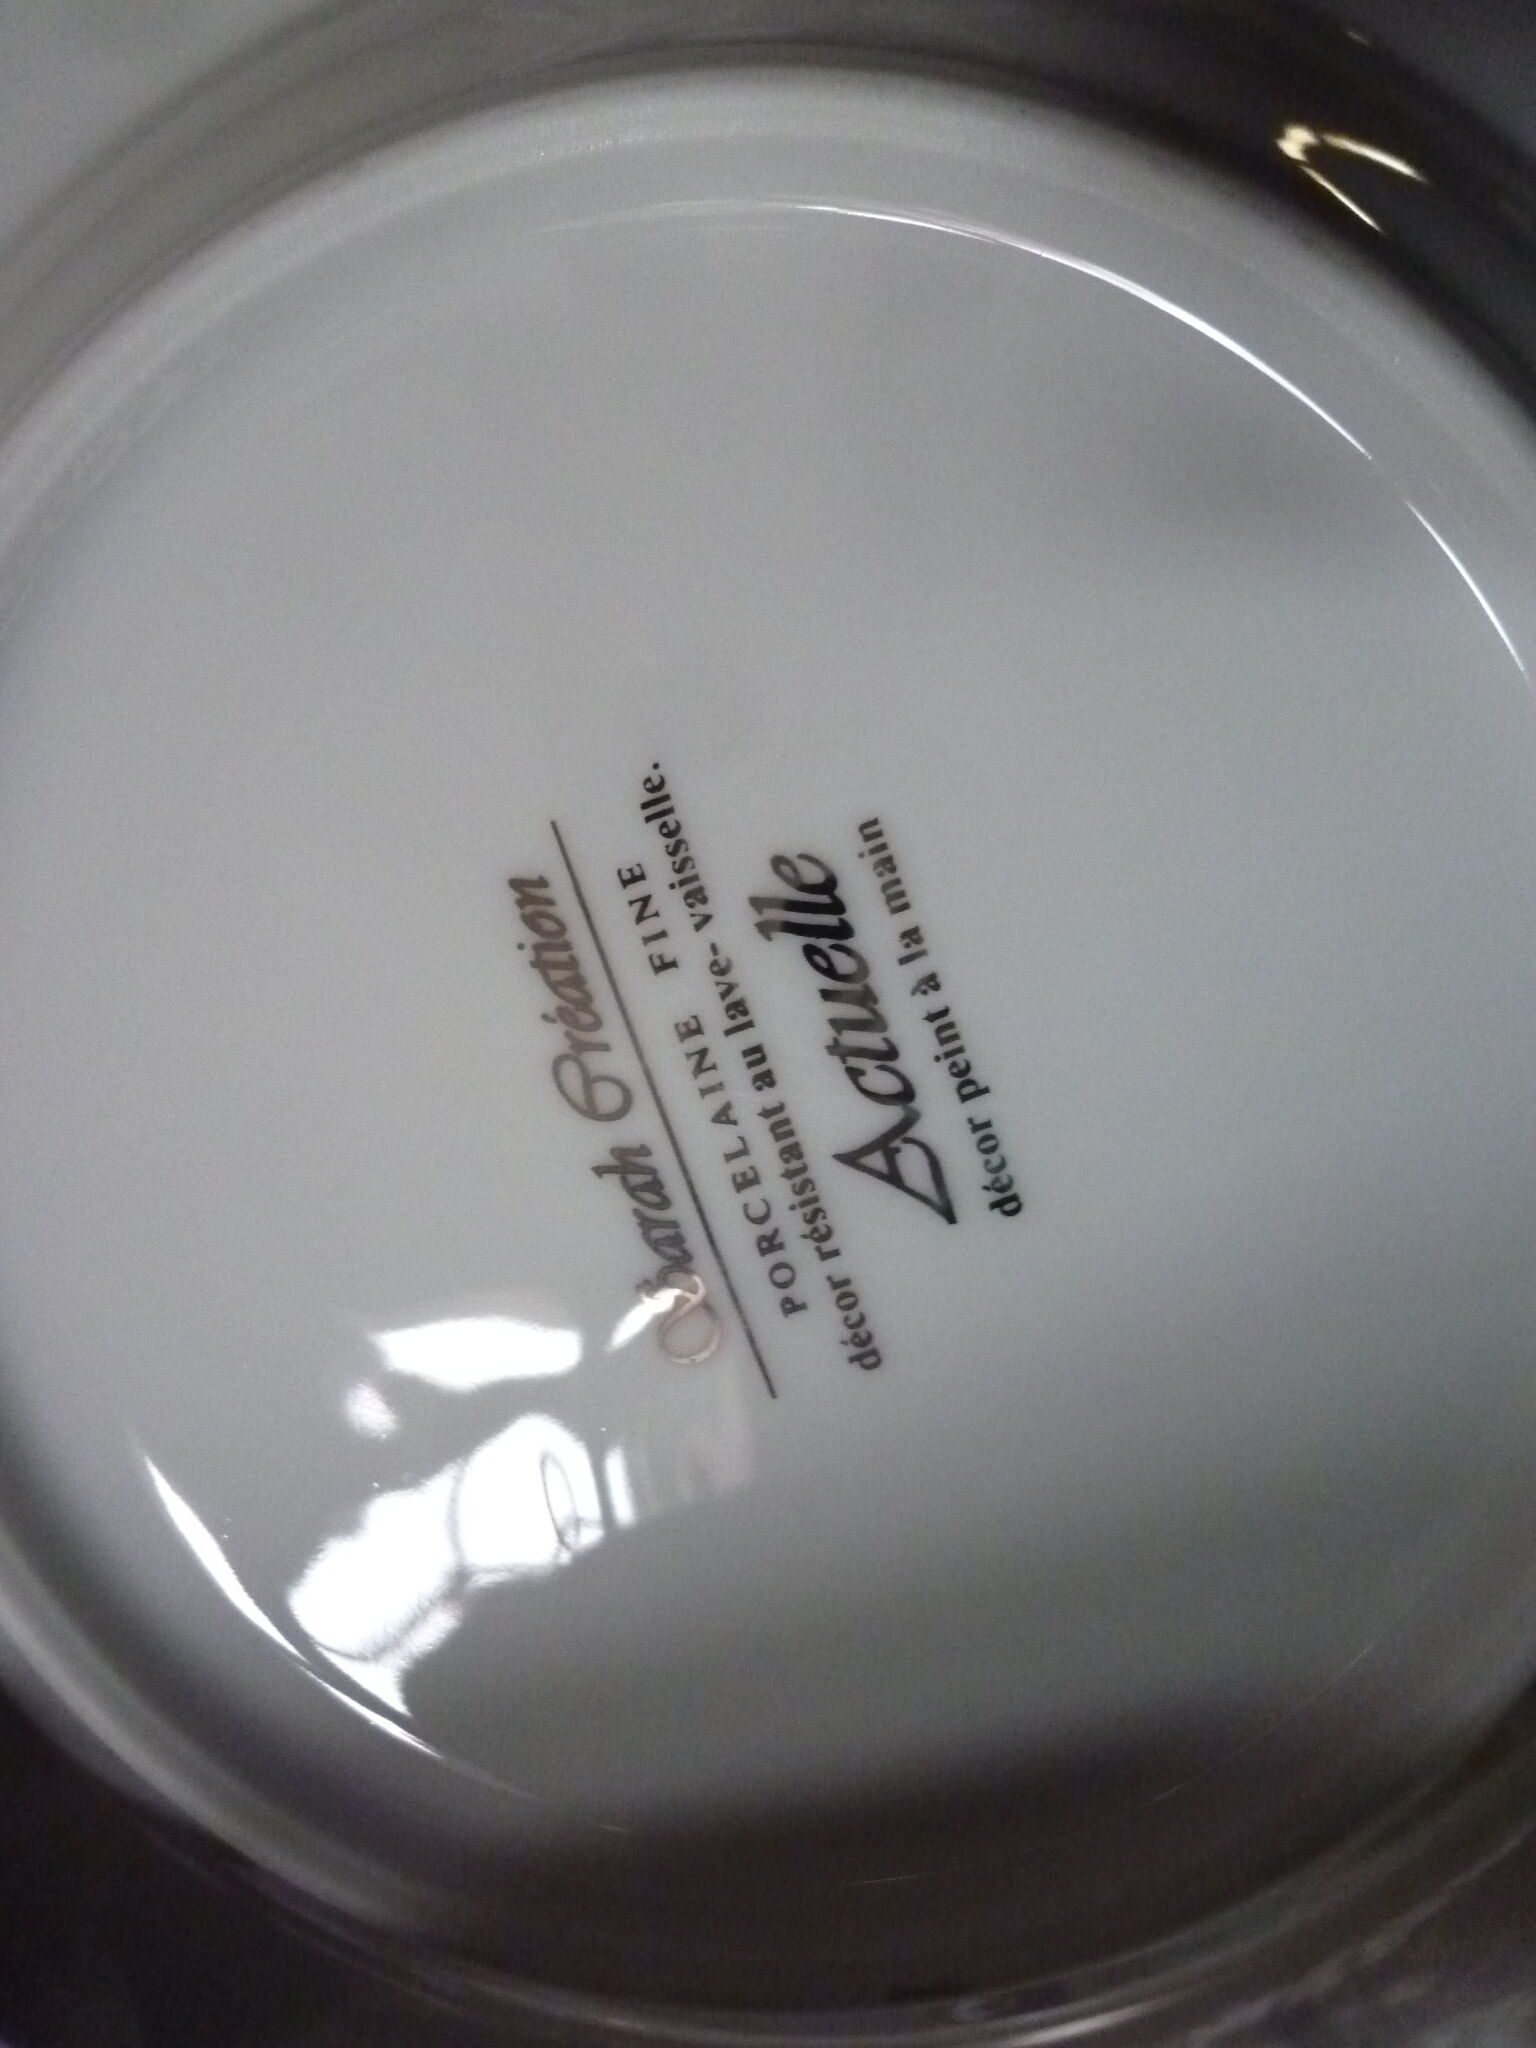 Sarah Création
PORCELAINE FINE
décor résistant au lave- vaisselle.
Actuelle
décor peint à la main